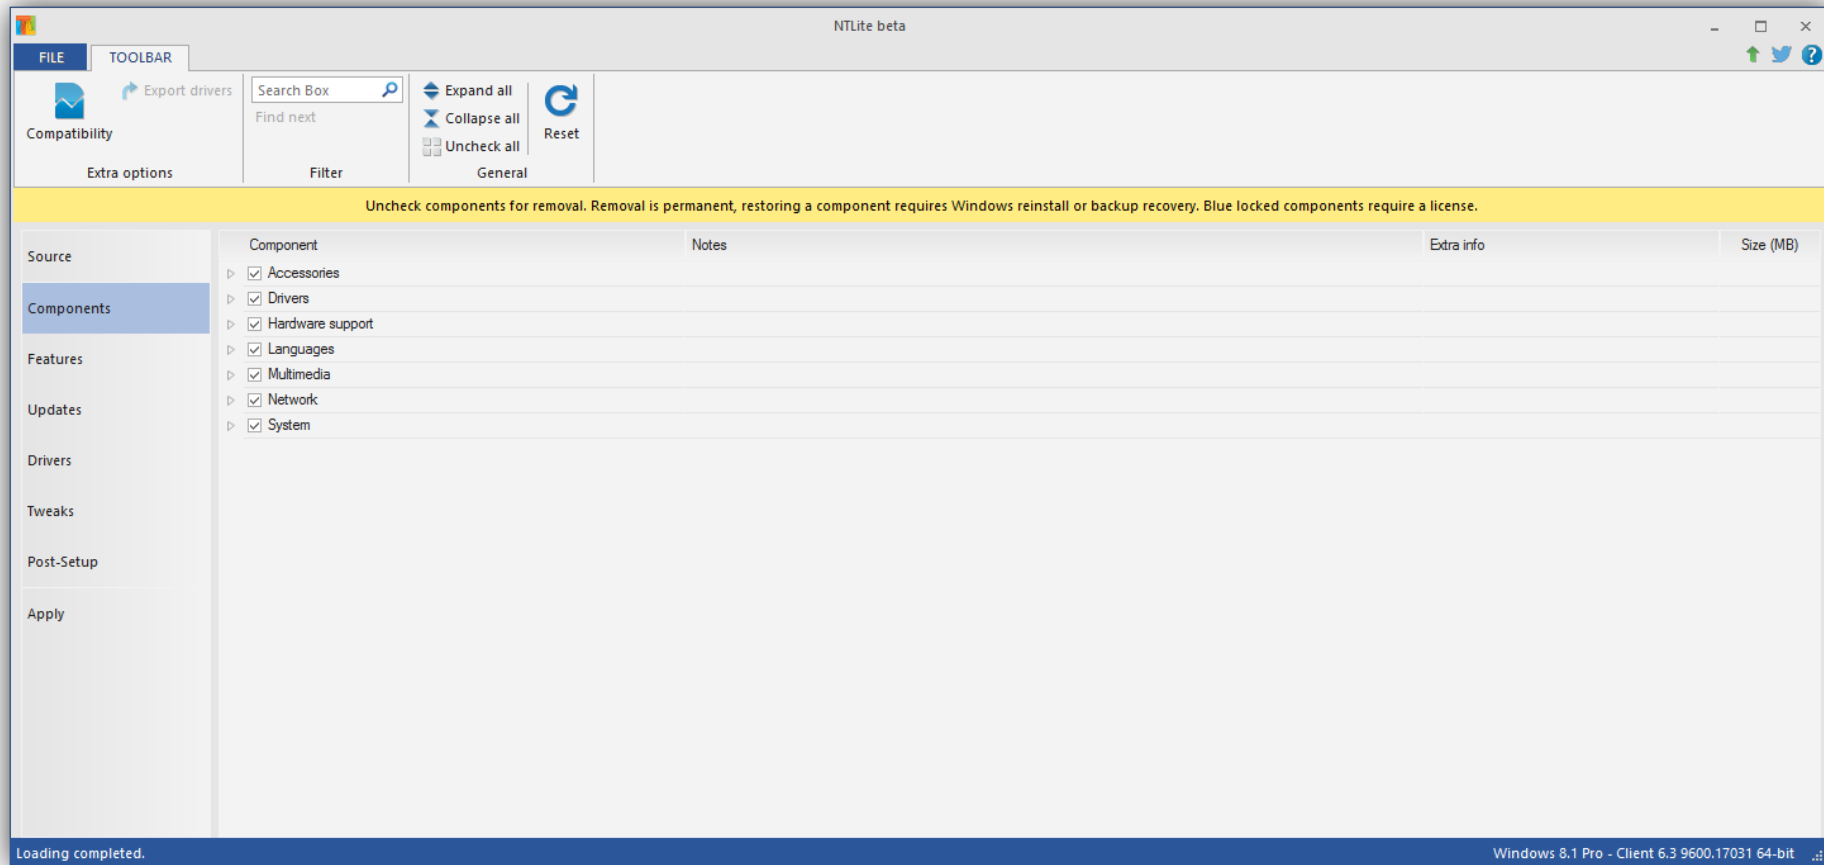 NTLite beta
FILE
TOOLBAR
Compatibility
Export drivers
Extra options
Search Box
Find next
Filter
Expand all
Collapse all
Uncheck all
Reset
General
Uncheck components for removal. Removal is permanent, restoring a component requires Windows reinstall or backup recovery. Blue locked components require a license.
Source
Components
Features
Updates
Drivers
Tweaks
Post-Setup
Apply
Component Notes Extra info Size (MB)
Accessories
Drivers
Hardware support
Languages
Multimedia
Network
System
Loading completed.
Windows 8.1 Pro - Client 6.3 9600.17031 64-bit